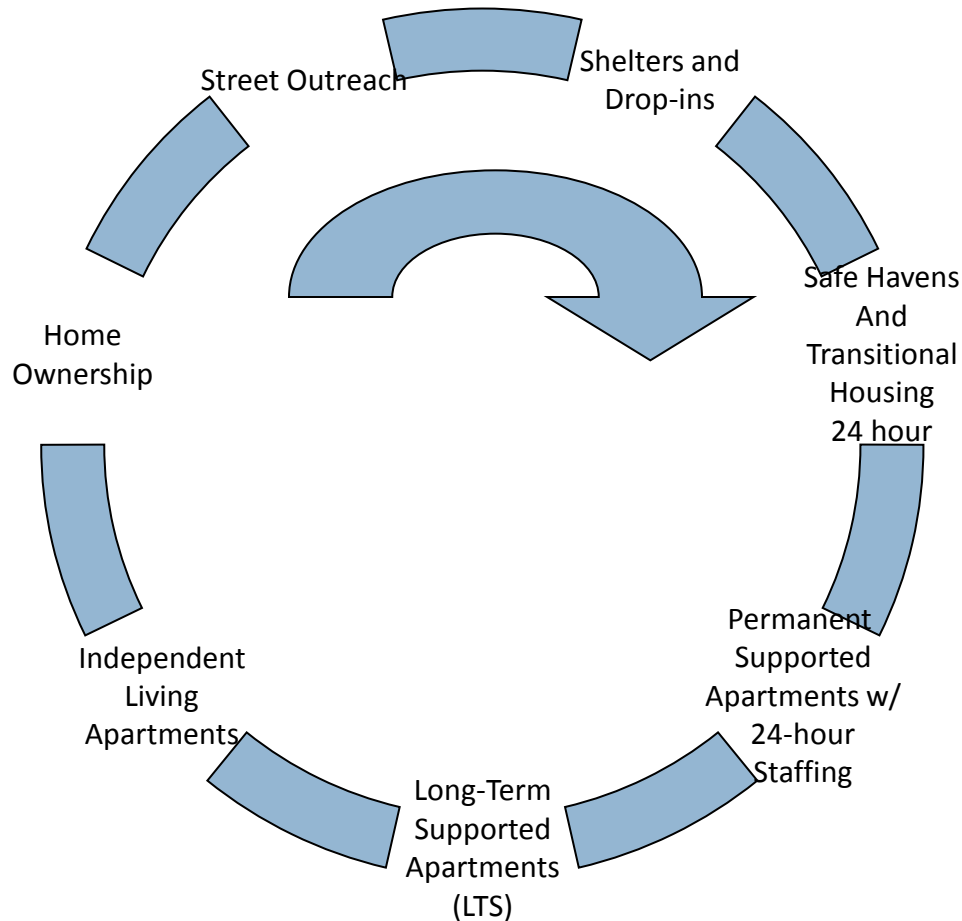 Street Outreach
Shelters and
Drop-ins
Safe Havens
And
Transitional
Housing
24 hour
Permanent
Supported
Apartments w/
24-hour
Staffing
Long-Term
Supported
Apartments
(LTS)
Independent
Living
Apartments
Home
Ownership